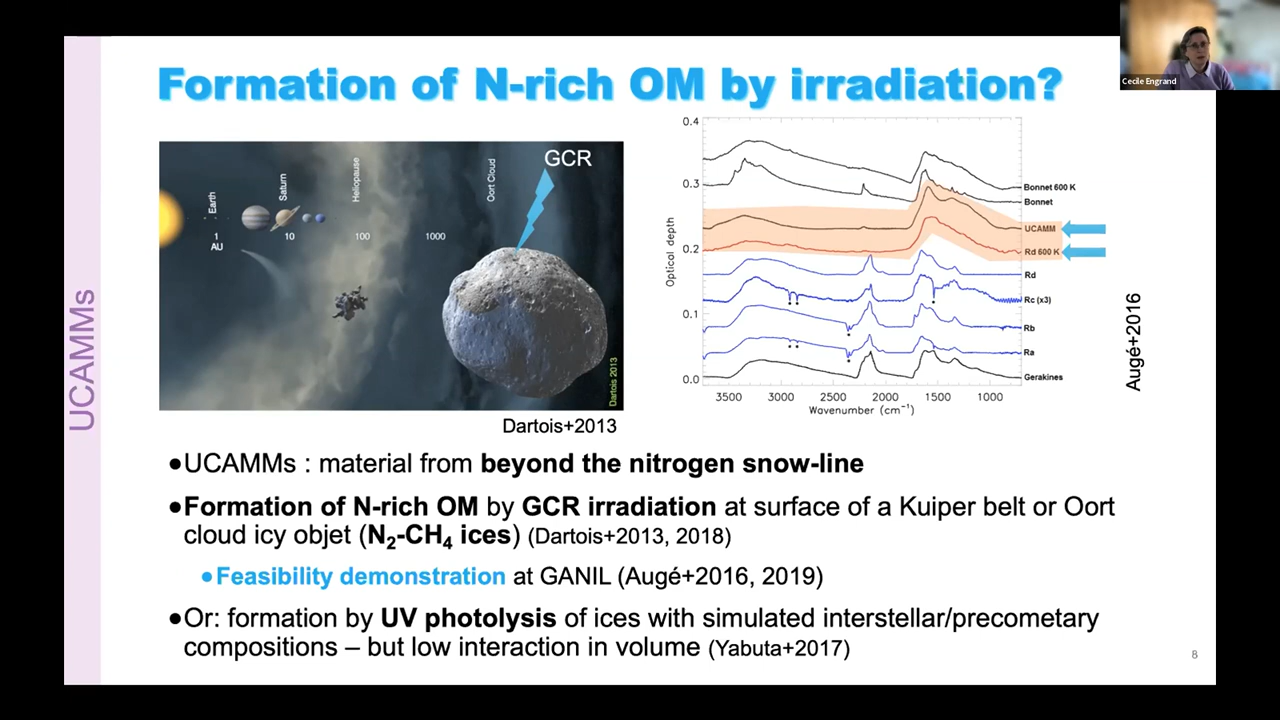 Cecile Engrand
Formation of N-rich OM by irradiation?
UCAMMs
GCR
Earth
Saturn
Heliopause
Oort Cloud
1
AU
10
100
1000
Dartois 2013
Dartois+2013
0.4
0.3
0.2
0.1
0.0
Optical depth
3500 3000 2500 2000 1500 1000
Wavenumber (cm⁻¹)
Bonnet 600 K
Bonnet
UCAMM
Rd 600 K
Rd
Rc (x3)
Rb
Ra
Gerakines
Augé+2016
●UCAMMs : material from beyond the nitrogen snow-line
●Formation of N-rich OM by GCR irradiation at surface of a Kuiper belt or Oort
cloud icy objet (N₂-CH₄ ices) (Dartois+2013, 2018)
●Feasibility demonstration at GANIL (Augé+2016, 2019)
●Or: formation by UV photolysis of ices with simulated interstellar/precometary
compositions – but low interaction in volume (Yabuta+2017)
8